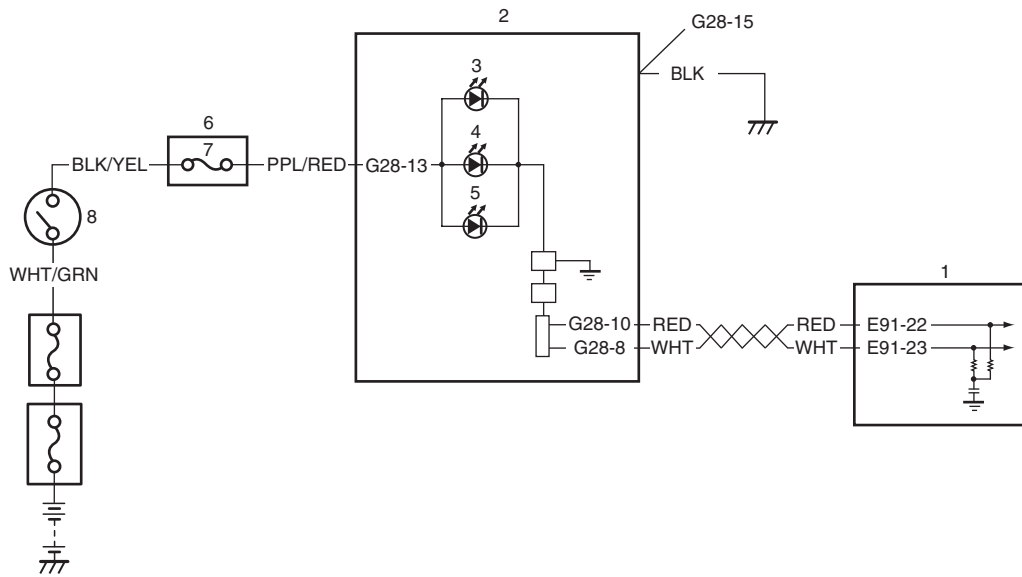 2
G28-15
BLK
3
4
5
6
7
BLK/YEL
PPL/RED
G28-13
8
WHT/GRN
1
G28-10
RED
RED
E91-22
G28-8
WHT
WHT
E91-23